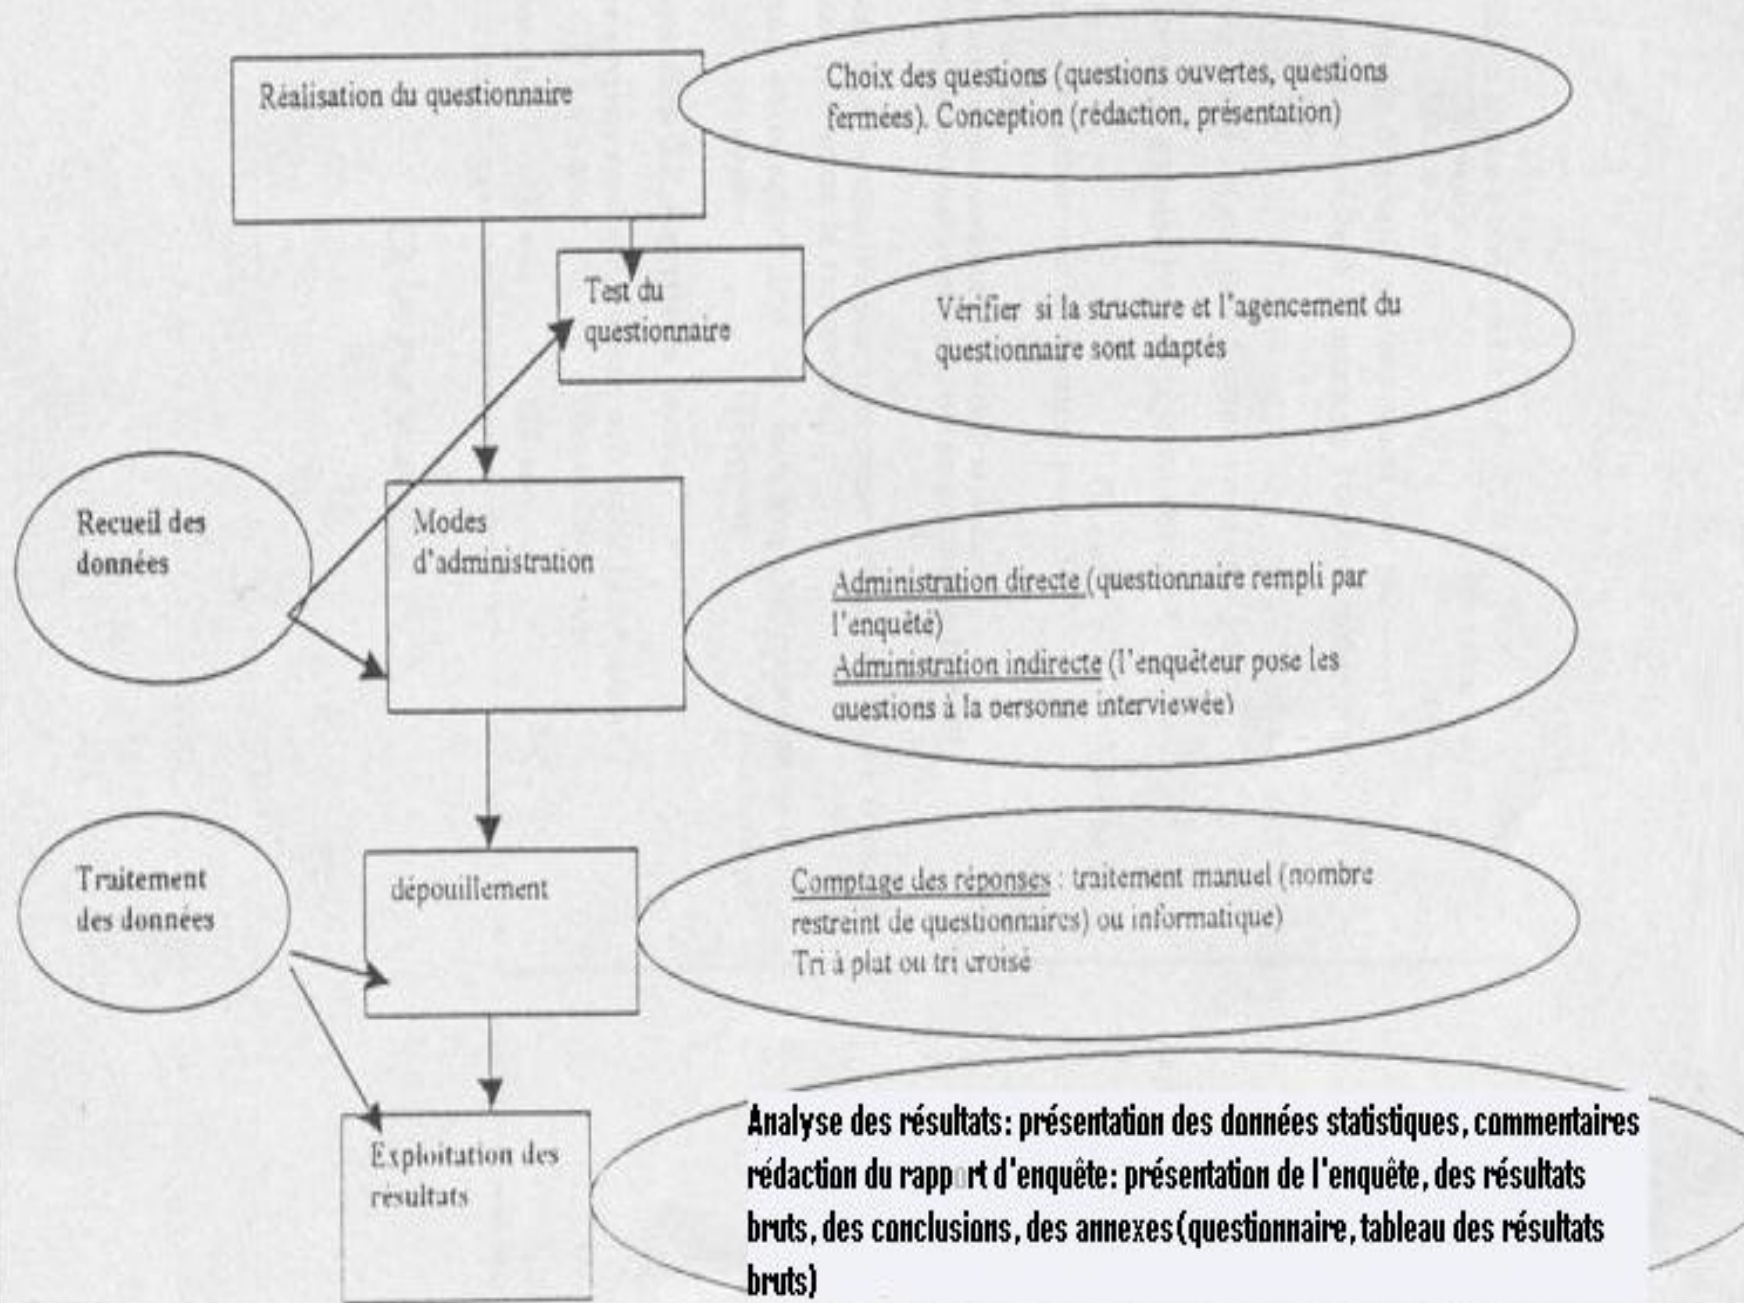 Réalisation du questionnaire
Choix des questions (questions ouvertes, questions
fermées). Conception (rédaction, présentation)
Test du
questionnaire
Vérifier si la structure et l'agencement du
questionnaire sont adaptés
Recueil des
données
Modes
d'administration
Administration directe (questionnaire rempli par
l'enquêté)
Administration indirecte (l'enquêteur pose les
questions à la personne interviewée)
Traitement
des données
dépouillement
Comptage des réponses : traitement manuel (nombre
restreint de questionnaires) ou informatique)
Tri à plat ou tri croisé
Exploitation des
résultats
Analyse des résultats: présentation des données statistiques, commentaires
rédaction du rapport d'enquête: présentation de l'enquête, des résultats
bruts, des conclusions, des annexes (questionnaire, tableau des résultats
bruts)